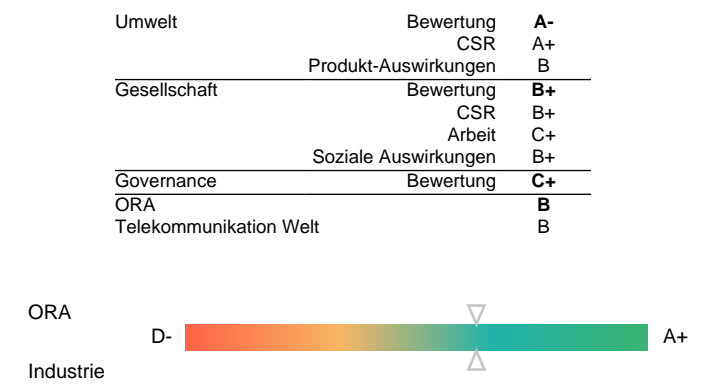 Umwelt Bewertung A-
CSR A+
Produkt-Auswirkungen B
Gesellschaft Bewertung B+
CSR B+
Arbeit C+
Soziale Auswirkungen B+
Governance Bewertung C+
ORA B
Telekommunikation Welt B
ORA
D- A+
Industrie